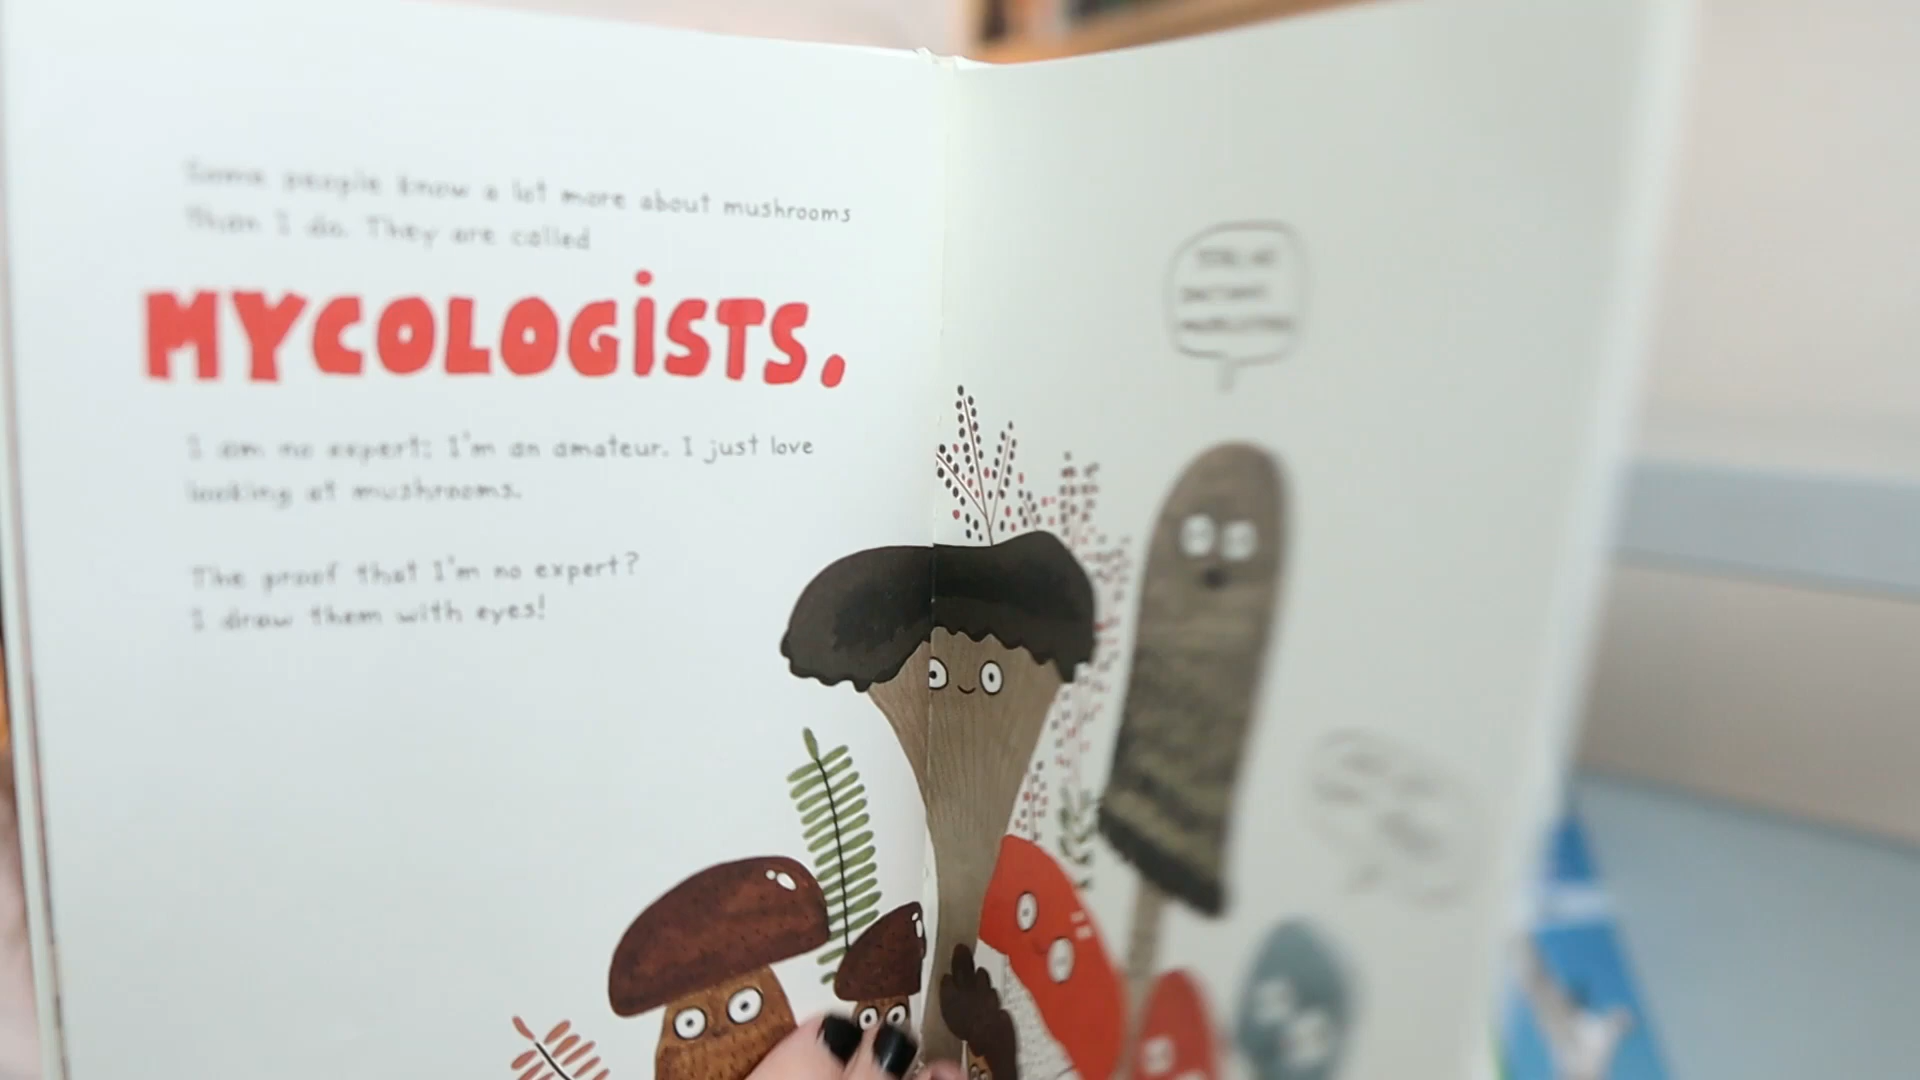 Some people know a lot more about mushrooms
than I do. They are called
MYCOLOGiSTS.
I am no expert: I'm an amateur. I just love
looking at mushrooms.
The proof that I'm no expert?
I draw them with eyes!